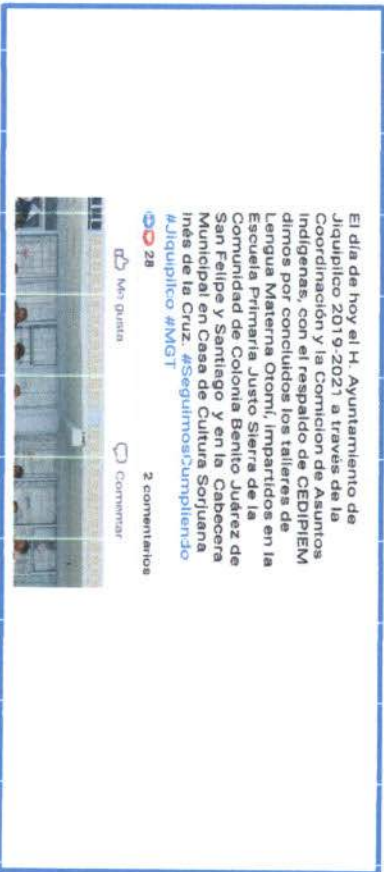 El día de hoy el H. Ayuntamiento de
Jiquipilco 2019-2021 a través de la
Coordinación y la Comicion de Asuntos
Indígenas, con el respaldo de CEDIPIEM
dimos por concluidos los talleres de
Lengua Materna Otomí, impartidos en la
Escuela Primaria Justo Sierra de la
Comunidad de Colonia Benito Juárez de
San Felipe y Santiago y en la Cabecera
Municipal en Casa de Cultura Sorjuana
Inés de la Cruz. #SeguimosCumpliendo
#Jiquipilco #MGT
28 2 comentarios
Me gusta Comentar